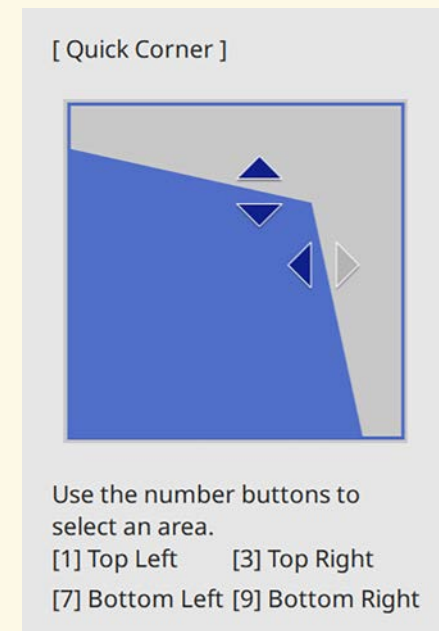 [ Quick Corner ]
Use the number buttons to
select an area.
[1] Top Left [3] Top Right
[7] Bottom Left [9] Bottom Right